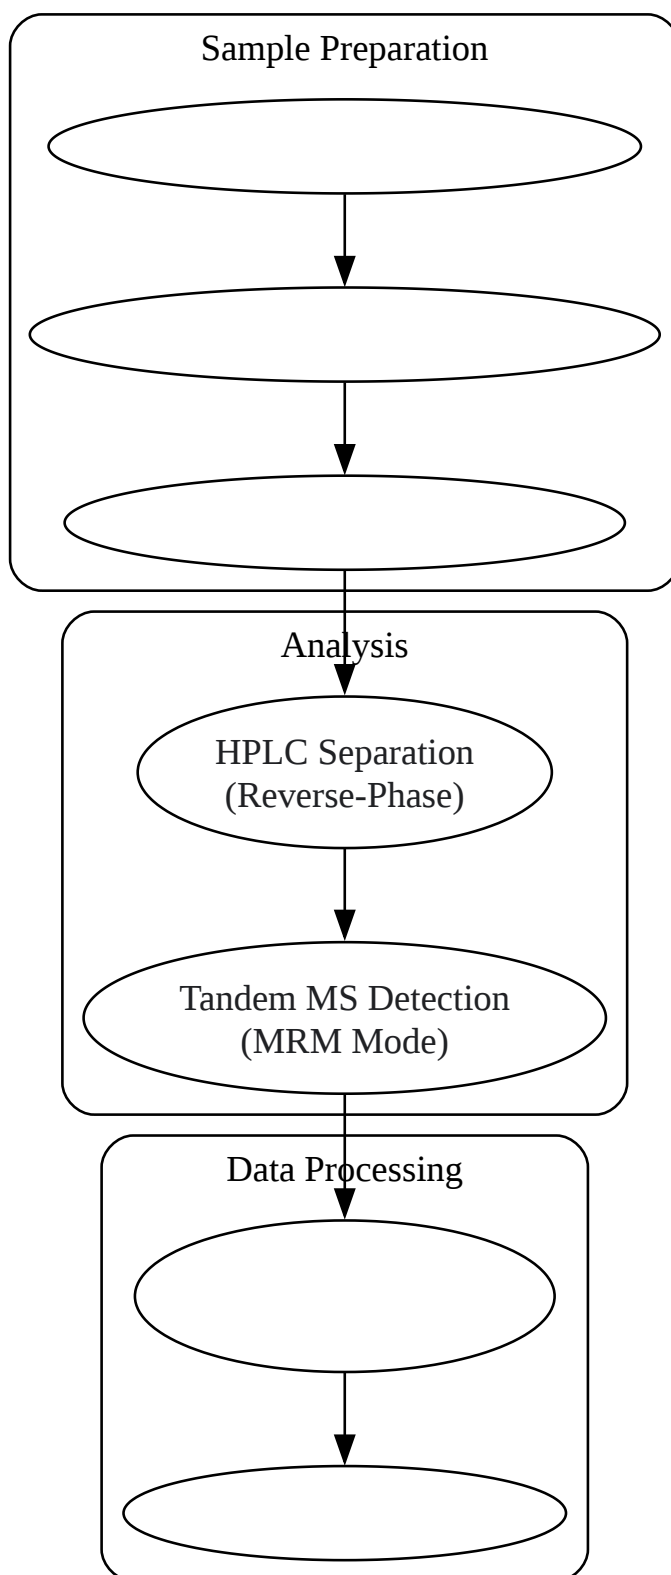 Sample Preparation
Analysis
HPLC Separation
(Reverse-Phase)
Tandem MS Detection
(MRM Mode)
Data Processing